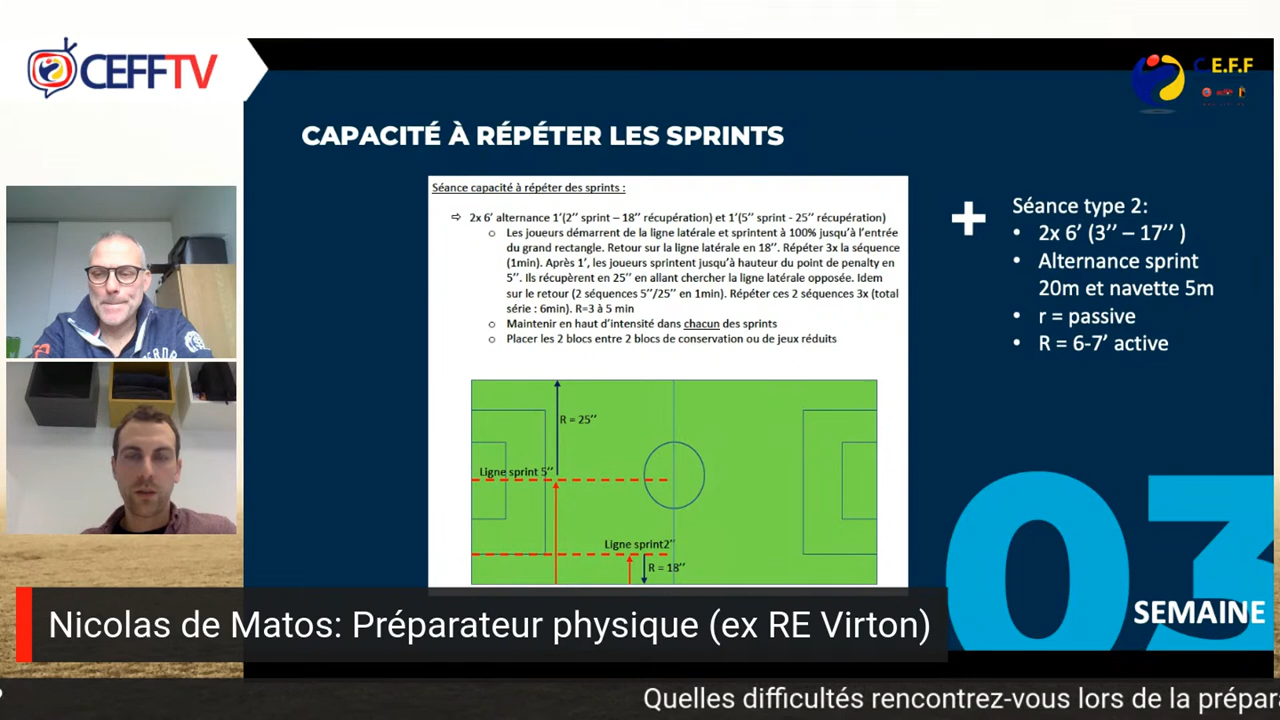 CEFFTV
C E.F.F
CAPACITÉ À RÉPÉTER LES SPRINTS
Séance capacité à répéter des sprints :
⇨ 2x 6’ alternance 1’(2’’ sprint – 18’’ récupération) et 1’(5’’ sprint - 25’’ récupération)
o Les joueurs démarrent de la ligne latérale et sprintent à 100% jusqu’à l’entrée
du grand rectangle. Retour sur la ligne latérale en 18’’. Répéter 3x la séquence
(1min). Après 1’, les joueurs sprintent jusqu’à hauteur du point de penalty en
5’’. Ils récupèrent en 25’’ en allant chercher la ligne latérale opposée. Idem
sur le retour (2 séquences 5’’/25’’ en 1min). Répéter ces 2 séquences 3x (total
série : 6min). R=3 à 5 min
o Maintenir en haut d’intensité dans chacun des sprints
o Placer les 2 blocs entre 2 blocs de conservation ou de jeux réduits
R = 25’’
Ligne sprint 5’’
Ligne sprint2’’
R = 18’’
+
Séance type 2:
• 2x 6’ (3’’ – 17’’ )
• Alternance sprint
20m et navette 5m
• r = passive
• R = 6-7’ active
03
SEMAINE
Nicolas de Matos: Préparateur physique (ex RE Virton)
? Quelles difficultés rencontrez-vous lors de la prépar